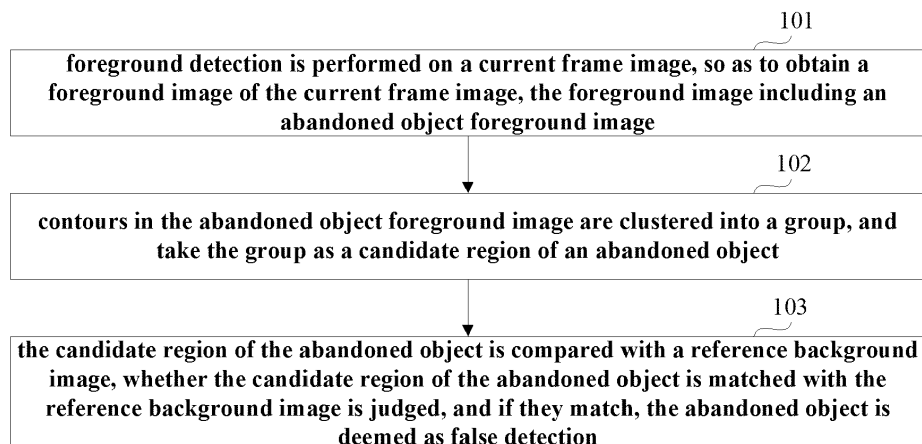 101
foreground detection is performed on a current frame image, so as to obtain a
foreground image of the current frame image, the foreground image including an
abandoned object foreground image
102
contours in the abandoned object foreground image are clustered into a group, and
take the group as a candidate region of an abandoned object
103
the candidate region of the abandoned object is compared with a reference background
image, whether the candidate region of the abandoned object is matched with the
reference background image is judged, and if they match, the abandoned object is
deemed as false detection